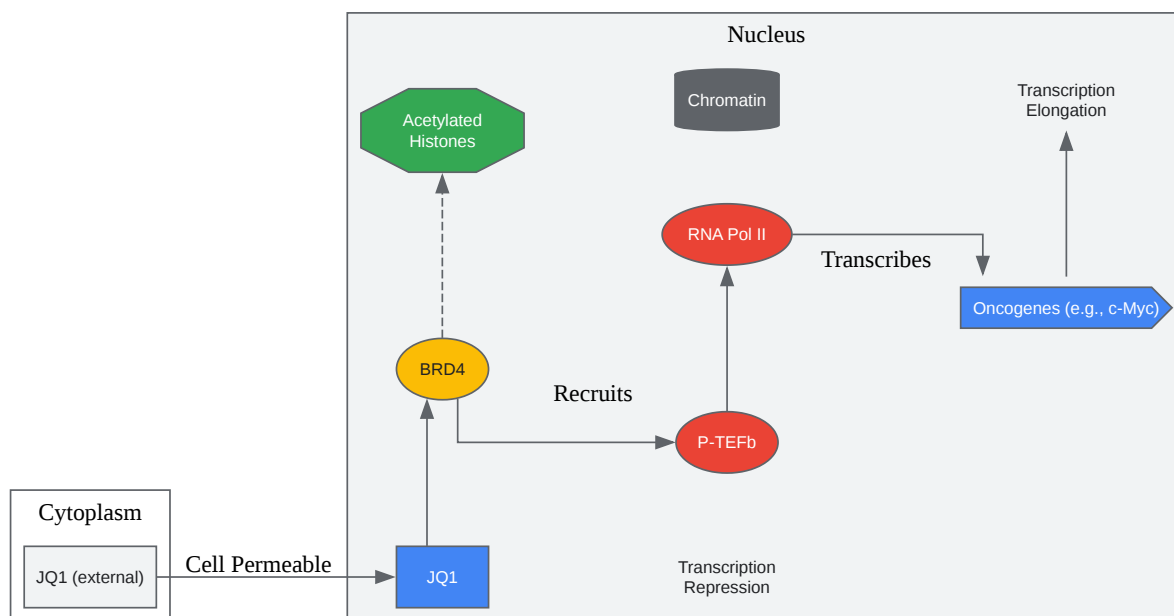 Nucleus
Chromatin
Transcription
Elongation
Acetylated
Histones
RNA Pol II
Transcribes
Oncogenes (e.g., c-Myc)
BRD4
Recruits
P-TEFb
Cytoplasm
JQ1 (external)
Cell Permeable
JQ1
Transcription
Repression